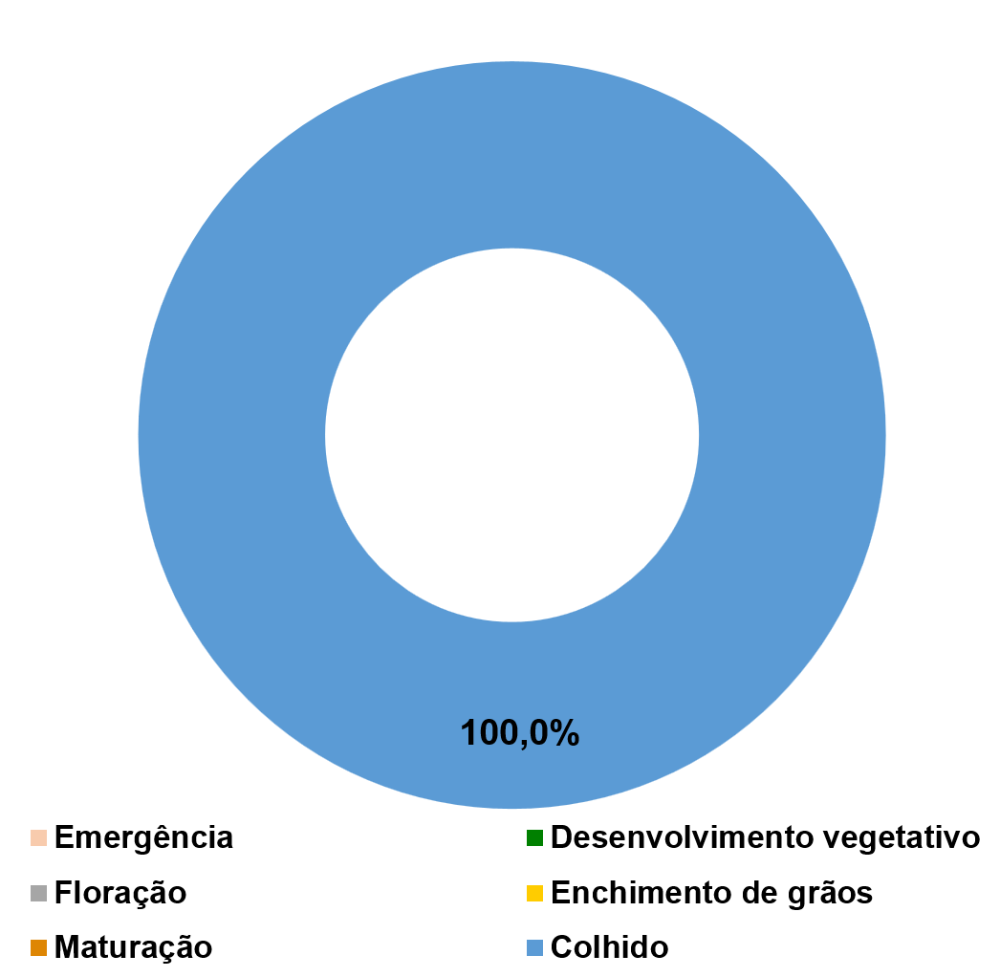 100,0%
Emergência
Desenvolvimento vegetativo
Floração
Enchimento de grãos
Maturação
Colhido